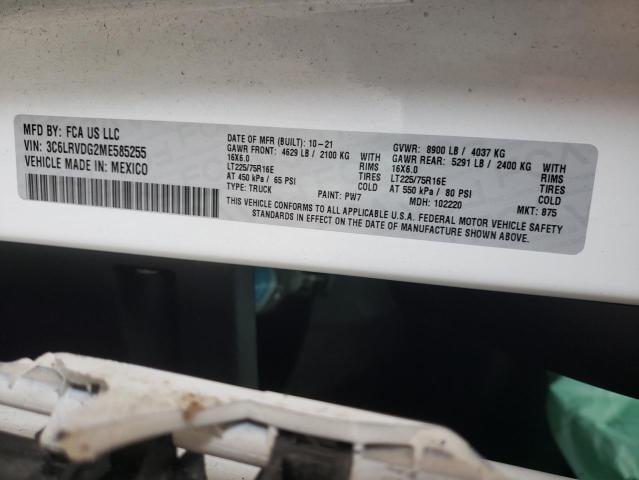 MFD BY: FCA US LLC
VIN: 3C6LRVDG2ME585255
VEHICLE MADE IN: MEXICO
DATE OF MFR (BUILT): 10-21 GVWR: 8900 LB / 4037 KG
GAWR FRONT: 4629 LB / 2100 KG WITH GAWR REAR: 5291 LB / 2400 KG WITH
16X6.0 RIMS 16X6.0 RIMS
LT225/75R16E TIRES LT225/75R16E TIRES
AT 450 kPa / 65 PSI COLD AT 550 kPa / 80 PSI COLD
TYPE: TRUCK PAINT: PW7 MDH: 102220 MKT: 875
THIS VEHICLE CONFORMS TO ALL APPLICABLE U.S.A. FEDERAL MOTOR VEHICLE SAFETY
STANDARDS IN EFFECT ON THE DATE OF MANUFACTURE SHOWN ABOVE.